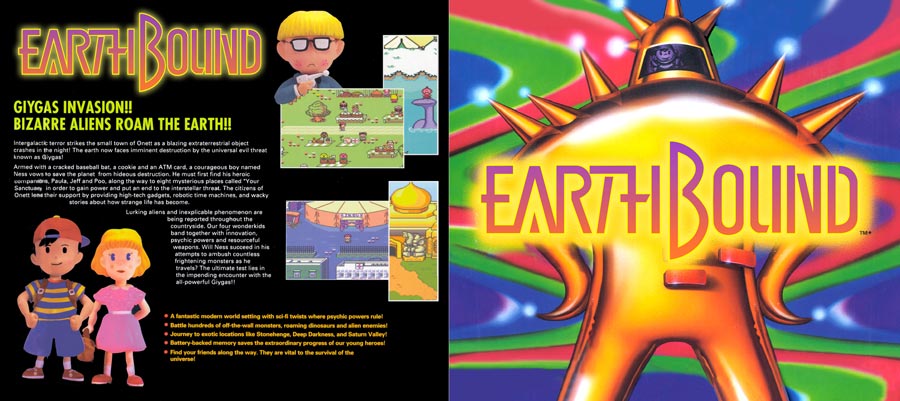 EARTHBOUND
GIYGAS INVASION!!
BIZARRE ALIENS ROAM THE EARTH!!
Intergalactic terror strikes the small town of Onett as a blazing extraterrestrial object
crashes in the night! The earth now faces imminent destruction by the universal evil threat
known as Giygas!
Armed with a cracked baseball bat, a cookie and an ATM card, a courageous boy named
Ness vows to save the planet from hideous destruction. He must first find his heroic
companions, Paula, Jeff and Poo, along the way to eight mysterious places called "Your
Sanctuary" in order to gain power and put an end to the interstellar threat. The citizens of
Onett lend their support by providing high-tech gadgets, robotic time machines, and wacky
stories about how strange life has become.
Lurking aliens and inexplicable phenomenon are
being reported throughout the
countryside. Our four wonderkids
band together with innovation,
psychic powers and resourceful
weapons. Will Ness succeed in his
attempts to ambush countless
frightening monsters as he
travels? The ultimate test lies in
the impending encounter with the
all-powerful Giygas!!
• A fantastic modern world setting with sci-fi twists where psychic powers rule!
• Battle hundreds of off-the-wall monsters, roaming dinosaurs and alien enemies!
• Journey to exotic locations like Stonehenge, Deep Darkness, and Saturn Valley!
• Battery-backed memory saves the extraordinary progress of our young heroes!
• Find your friends along the way. They are vital to the survival of the
universe!
EARTHBOUND